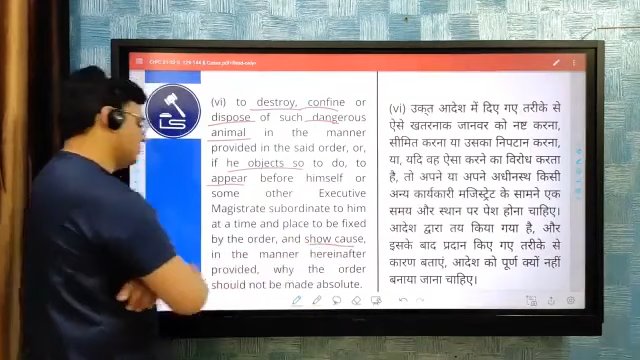 LS
(vi) to destroy, confine or
dispose of such dangerous
animal in the manner
provided in the said order, or,
if he objects so to do, to
appear before himself or
some other Executive
Magistrate subordinate to him
at a time and place to be fixed
by the order, and show cause,
in the manner hereinafter
provided, why the order
should not be made absolute.
(vi) उक्त आदेश में दिए गए तरीके से
ऐसे खतरनाक जानवर को नष्ट करना,
सीमित करना या उसका निपटान करना,
या, यदि वह ऐसा करने का विरोध करता
है, तो अपने या अपने अधीनस्थ किसी
अन्य कार्यकारी मजिस्ट्रेट के सामने एक
समय और स्थान पर पेश होना चाहिए।
आदेश द्वारा तय किया गया है, और
इसके बाद प्रदान किए गए तरीके से
कारण बताएं, आदेश को पूर्ण क्यों नहीं
बनाया जाना चाहिए।